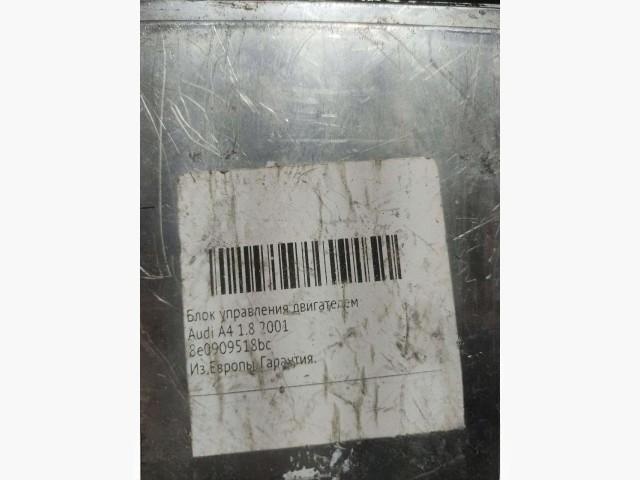 Блок управления двигателем
Audi A4 1.8 2001
8e0909518bc
Из Европы. Гарантия.